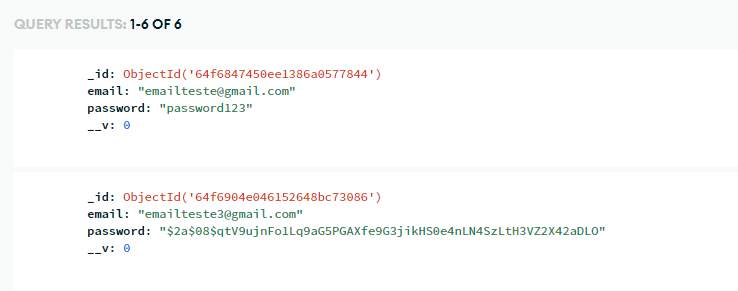 QUERY RESULTS: 1-6 OF 6
_id: ObjectId('64f6847450ee1386a0577844')
email: "emailteste@gmail.com"
password: "password123"
__v: 0
_id: ObjectId('64f6904e046152648bc73086')
email: "emailteste3@gmail.com"
password: "$2a$08$qtV9ujnFo1Lq9aG5PGAXfe9G3jikHS0e4nLN4SzLtH3VZ2X42aDLO"
__v: 0